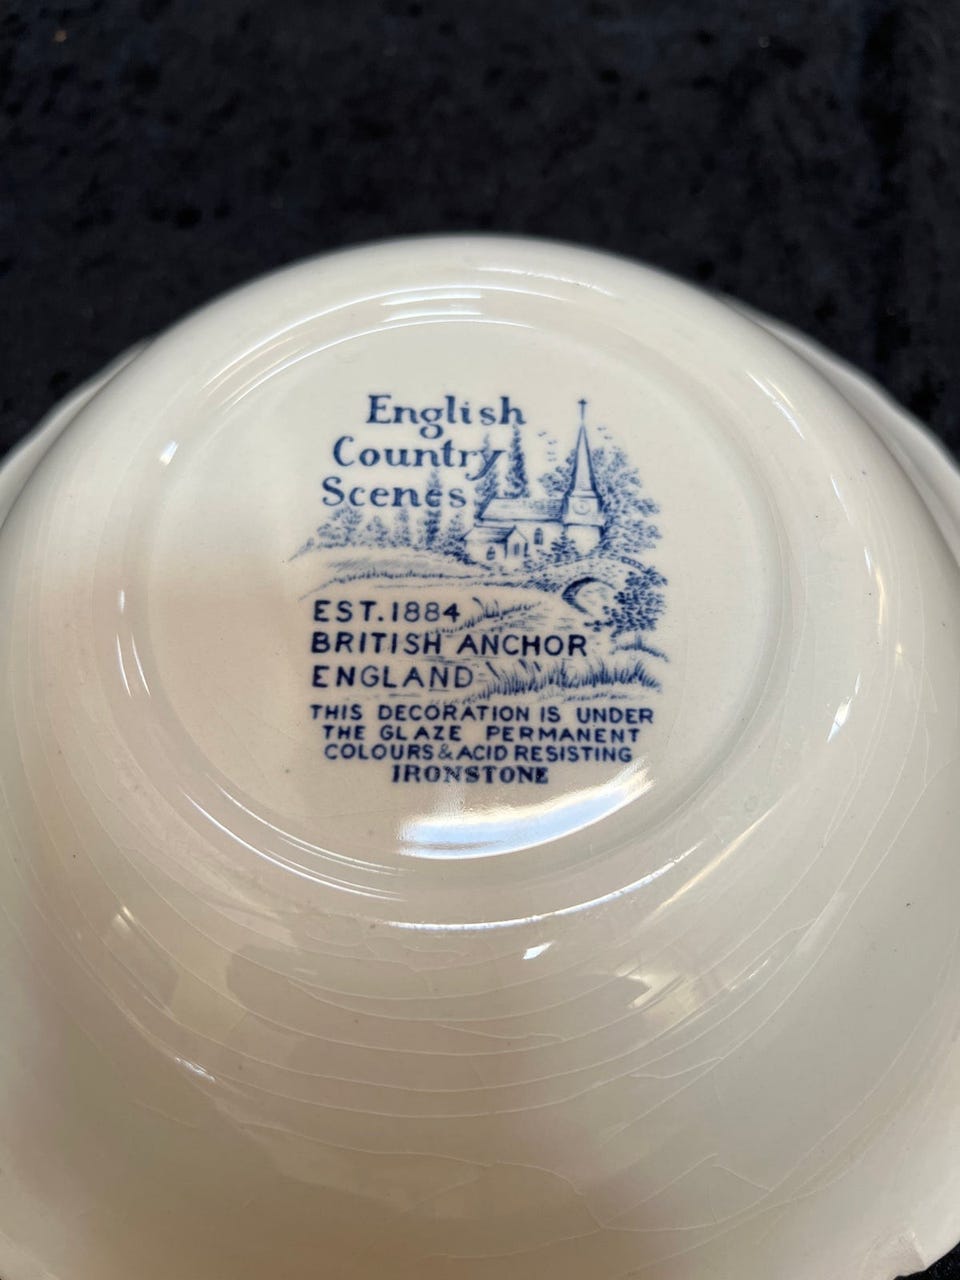 English
Country
Scenes
EST.1884
BRITISH ANCHOR
ENGLAND
THIS DECORATION IS UNDER
THE GLAZE PERMANENT
COLOURS & ACID RESISTING
IRONSTONE